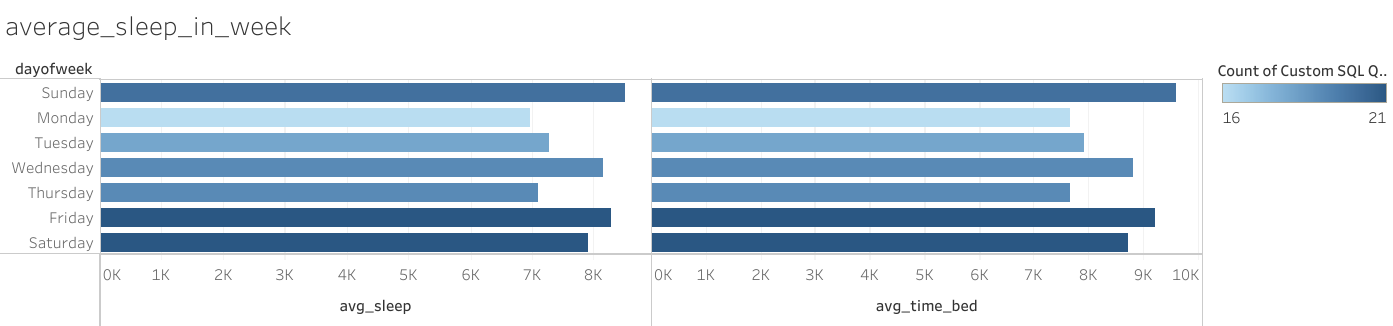 average_sleep_in_week
dayofweek
Sunday
Monday
Tuesday
Wednesday
Thursday
Friday
Saturday
0K 1K 2K 3K 4K 5K 6K 7K 8K
avg_sleep
0K 1K 2K 3K 4K 5K 6K 7K 8K 9K 10K
avg_time_bed
Count of Custom SQL Q..
16 21